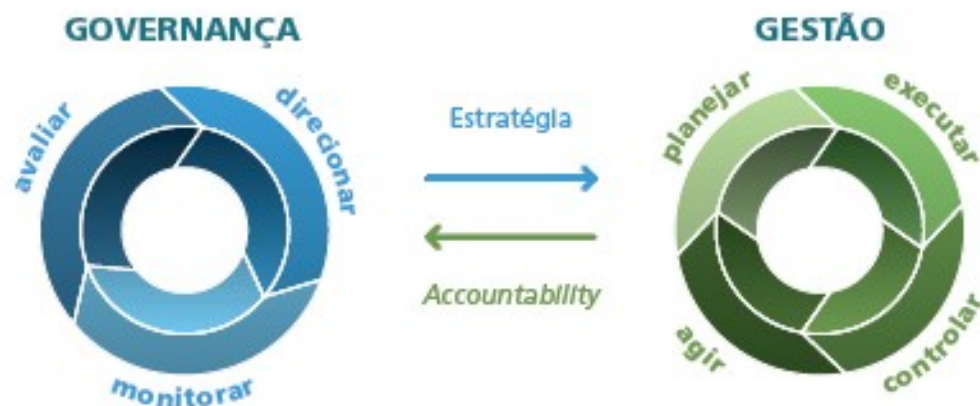 GOVERNANÇA
avaliar
direcionar
monitorar
Estratégia
Accountability
GESTÃO
planejar
executar
agir
controlar